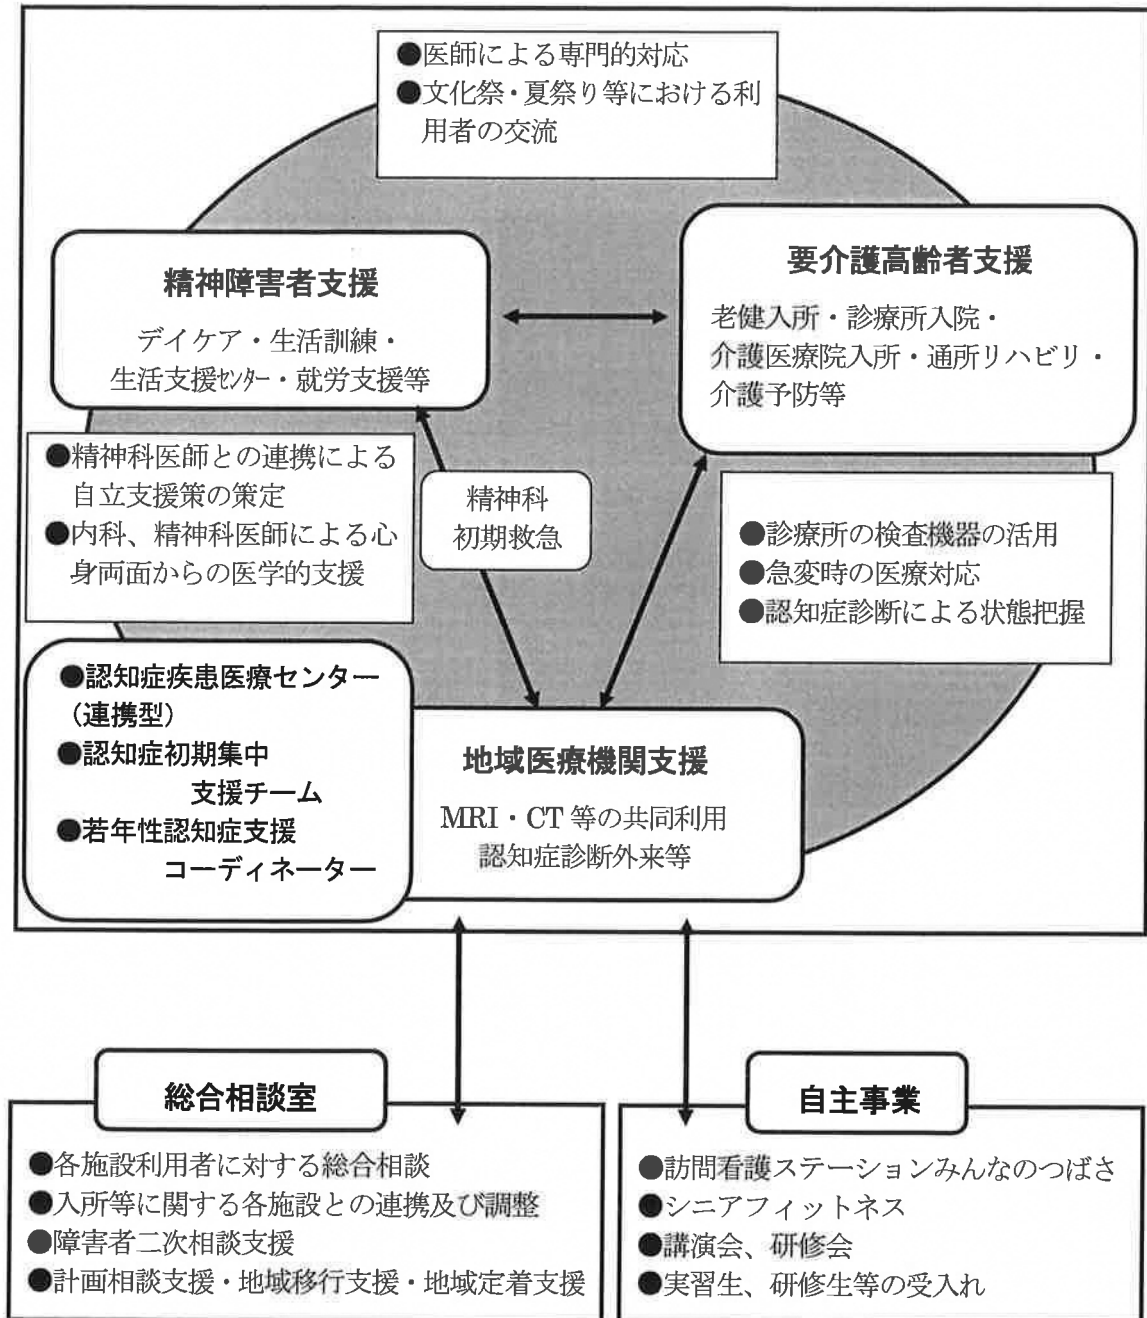 ●医師による専門的対応
●文化祭・夏祭り等における利
用者の交流
精神障害者支援
デイケア・生活訓練・
生活支援ｾﾝﾀｰ・就労支援等
要介護高齢者支援
老健入所・診療所入院・
介護医療院入所・通所リハビリ・
介護予防等
●精神科医師との連携による
自立支援策の策定
●内科、精神科医師による心
身両面からの医学的支援
精神科
初期救急
●診療所の検査機器の活用
●急変時の医療対応
●認知症診断による状態把握
●認知症疾患医療センター
(連携型)
●認知症初期集中
支援チーム
●若年性認知症支援
コーディネーター
地域医療機関支援
MRI・CT 等の共同利用
認知症診断外来等
総合相談室
●各施設利用者に対する総合相談
●入所等に関する各施設との連携及び調整
●障害者二次相談支援
●計画相談支援・地域移行支援・地域定着支援
自主事業
●訪問看護ステーションみんなのつばさ
●シニアフィットネス
●講演会、研修会
●実習生、研修生等の受入れ